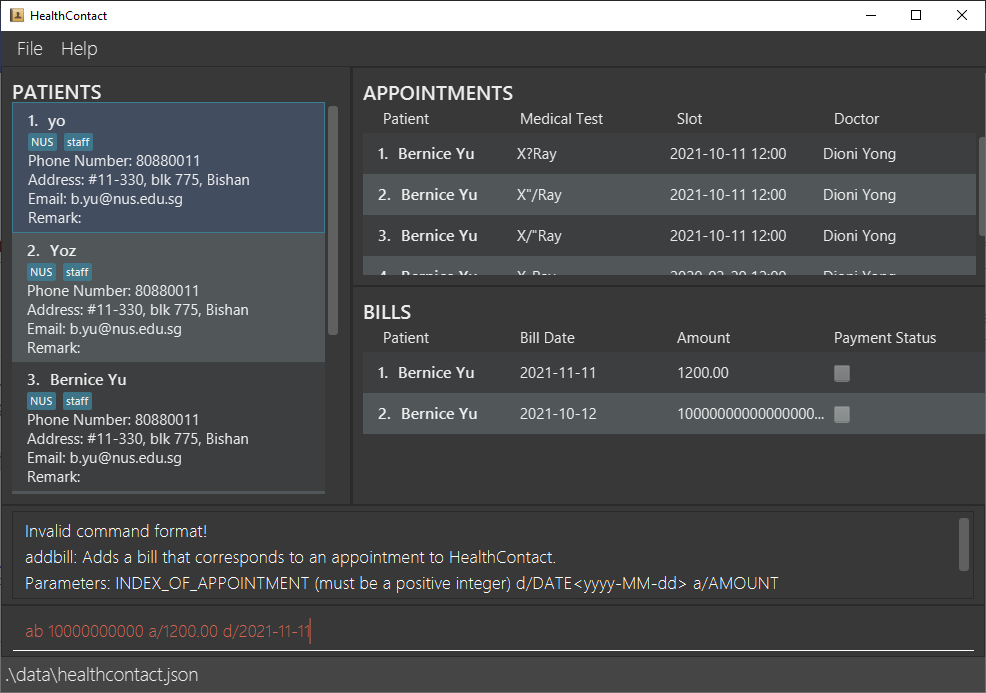 HealthContact
File Help
PATIENTS
1. yo
NUS staff
Phone Number: 80880011
Address: #11-330, blk 775, Bishan
Email: b.yu@nus.edu.sg
Remark:
2. Yoz
NUS staff
Phone Number: 80880011
Address: #11-330, blk 775, Bishan
Email: b.yu@nus.edu.sg
Remark:
3. Bernice Yu
NUS staff
Phone Number: 80880011
Address: #11-330, blk 775, Bishan
Email: b.yu@nus.edu.sg
Remark:
APPOINTMENTS
Patient Medical Test Slot Doctor
1. Bernice Yu X?Ray 2021-10-11 12:00 Dioni Yong
2. Bernice Yu X"/Ray 2021-10-11 12:00 Dioni Yong
3. Bernice Yu X/"Ray 2021-10-11 12:00 Dioni Yong
BILLS
Patient Bill Date Amount Payment Status
1. Bernice Yu 2021-11-11 1200.00
2. Bernice Yu 2021-10-12 10000000000000000...
Invalid command format!
addbill: Adds a bill that corresponds to an appointment to HealthContact.
Parameters: INDEX_OF_APPOINTMENT (must be a positive integer) d/DATE<yyyy-MM-dd> a/AMOUNT
ab 10000000000 a/1200.00 d/2021-11-11
.\data\healthcontact.json